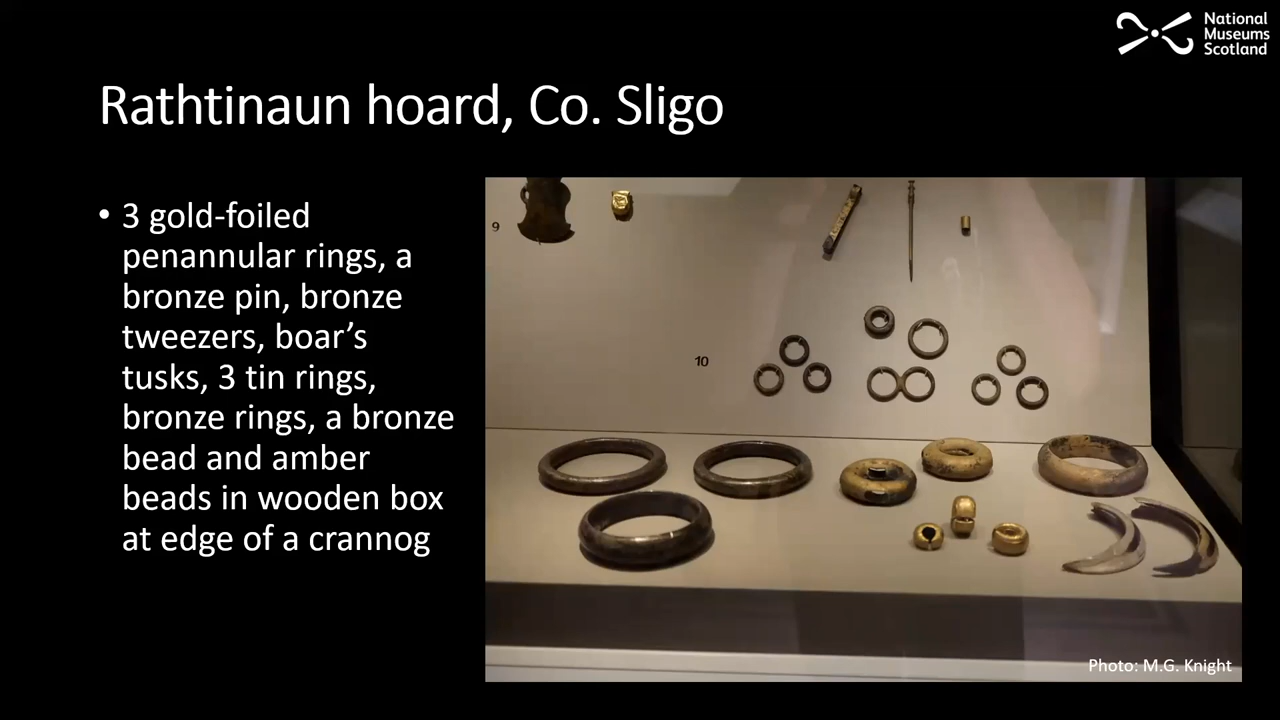 National
Museums
Scotland
Rathtinaun hoard, Co. Sligo
• 3 gold-foiled
penannular rings, a
bronze pin, bronze
tweezers, boar’s
tusks, 3 tin rings,
bronze rings, a bronze
bead and amber
beads in wooden box
at edge of a crannog
9
10
Photo: M.G. Knight